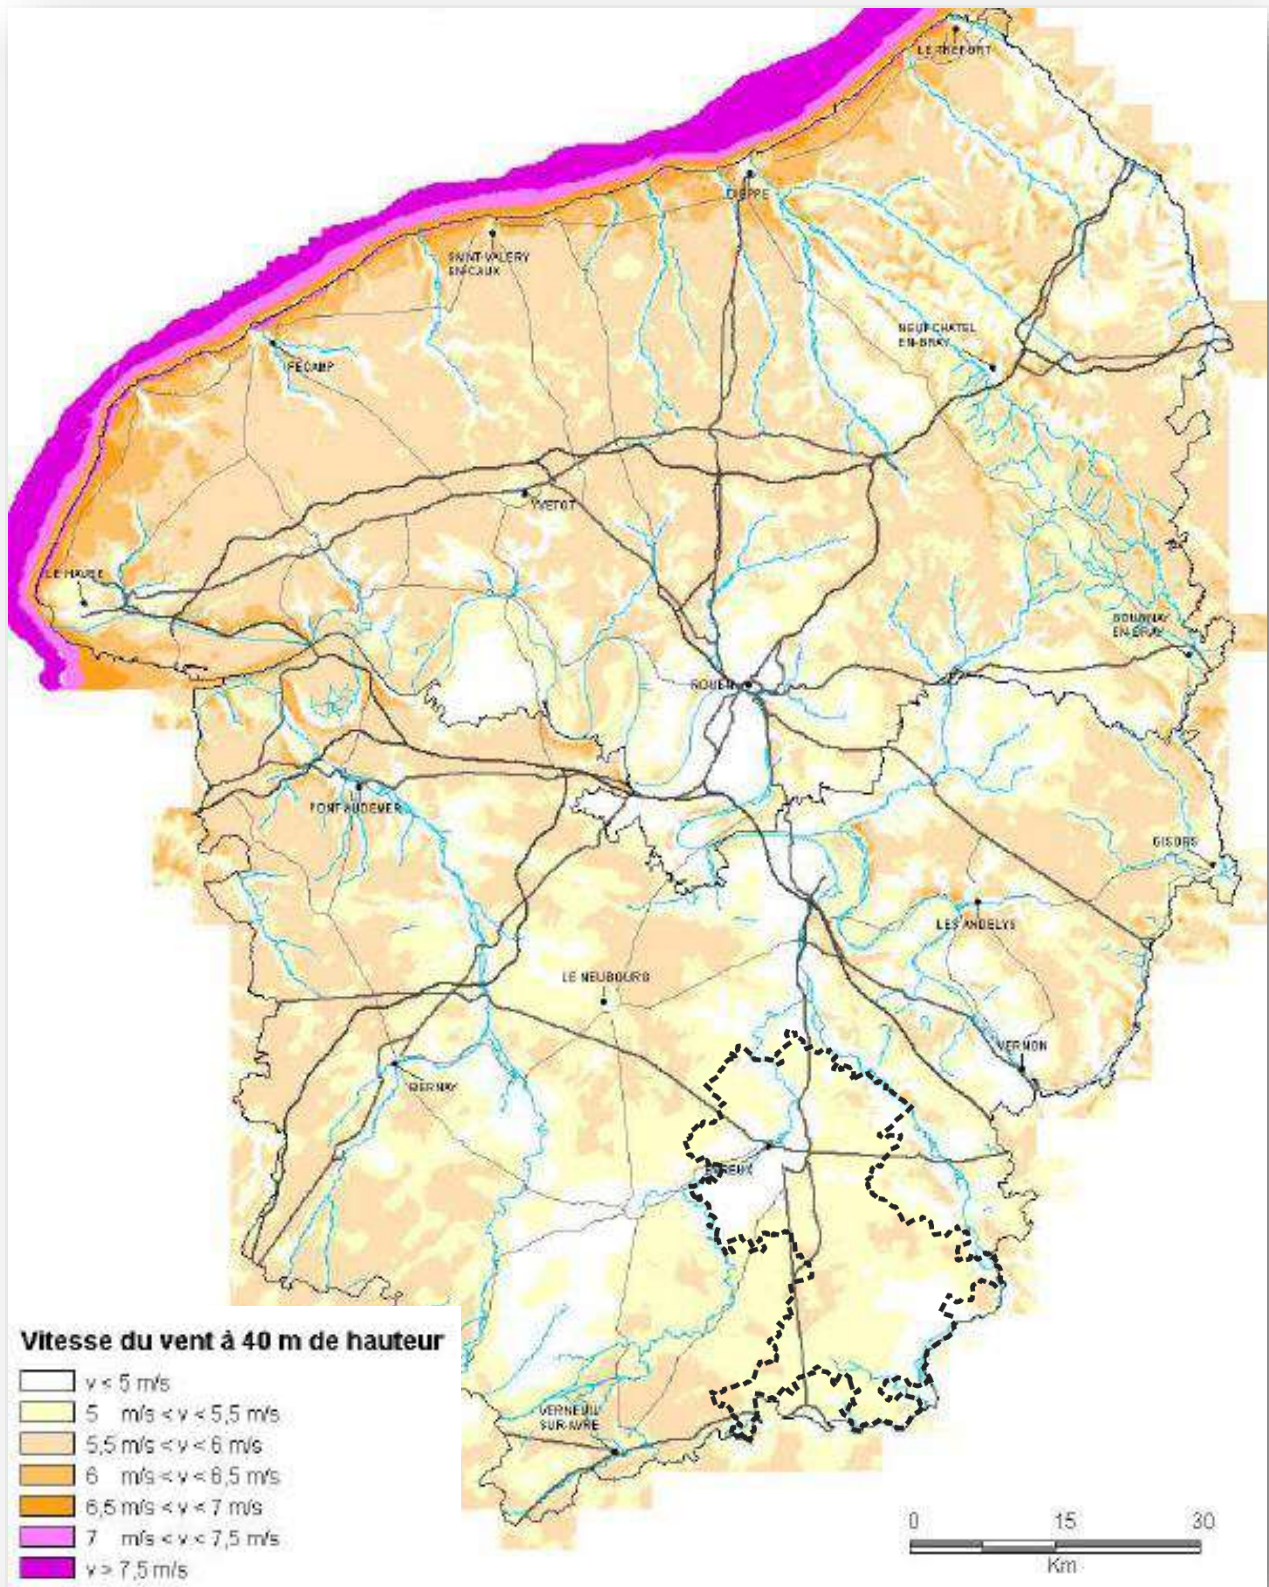 LE TREPORT
DIEPPE
SAINT-VALERY
EN-CAUX
NEUFCHATEL
EN-BRAY
FECAMP
YVETOT
LE HAVRE
GOURNAY
EN-BRAY
ROUEN
PONT AUDEMER
GISORS
LES ANDELYS
LE NEUBOURG
VERNON
BERNAY
EVREUX
VERNEUIL
SUR-AVRE
Vitesse du vent à 40 m de hauteur
v < 5 m/s
5 m/s < v < 5,5 m/s
5,5 m/s < v < 6 m/s
6 m/s < v < 6,5 m/s
6,5 m/s < v < 7 m/s
7 m/s < v < 7,5 m/s
v > 7,5 m/s
0 15 30
Km